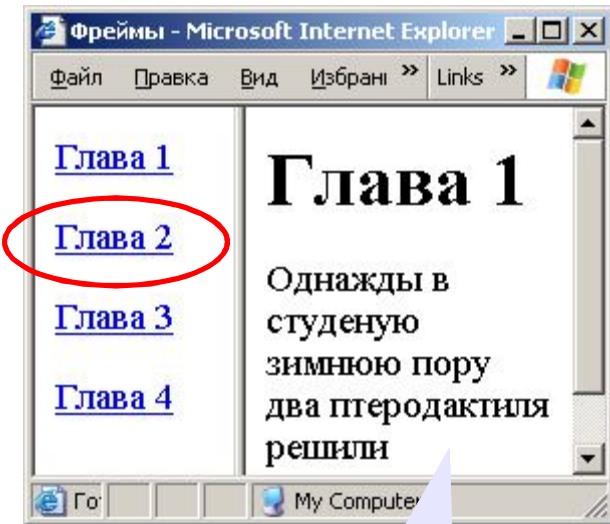 Фреймы - Microsoft Internet Explorer
Файл Правка Вид Избран » Links »
Глава 1
Глава 2
Глава 3
Глава 4
Глава 1
Однажды в
студеную
зимнюю пору
два птеродактиля
решили
Го
My Compute